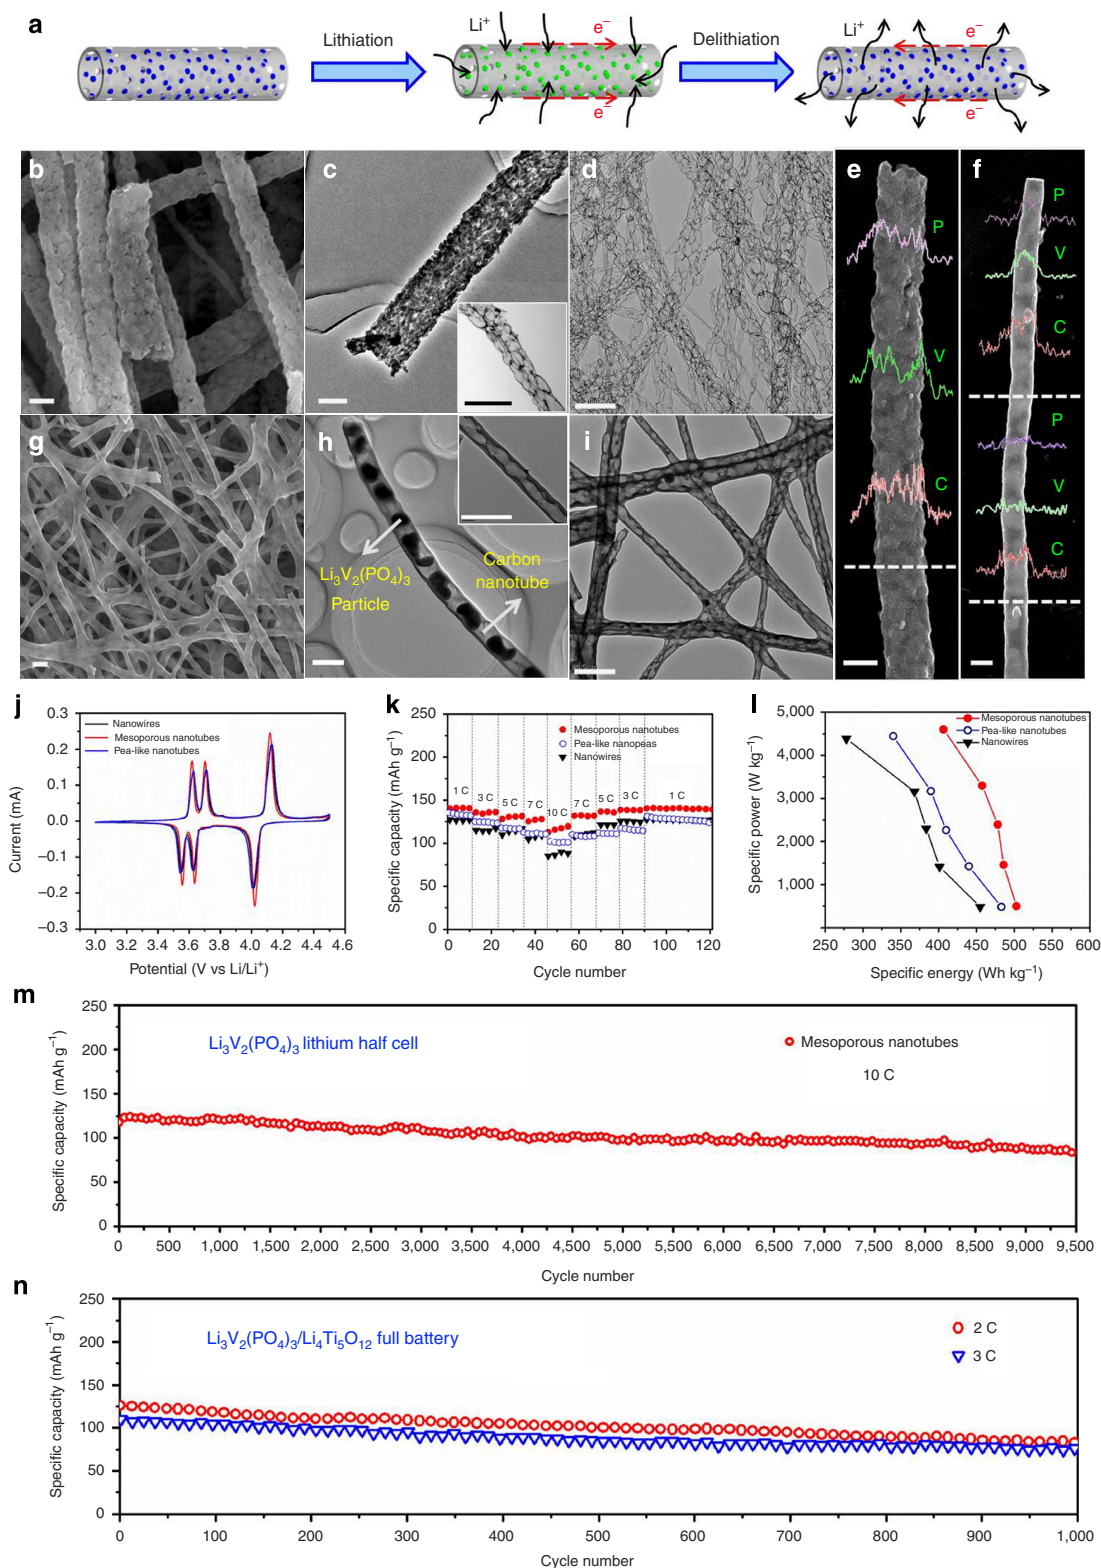 a
Li⁺
e⁻
Lithiation
Delithiation
e⁻
Li⁺
e⁻
e⁻
b
c
d
e
f
P
V
C
P
V
C
P
V
C
g
h
i
Li₃V₂(PO₄)₃
Particle
Carbon
nanotube
j
0.3
0.2
0.1
0.0
–0.1
–0.2
–0.3
3.0 3.2 3.4 3.6 3.8 4.0 4.2 4.4 4.6
Current (mA)
Potential (V vs Li/Li⁺)
Nanowires
Mesoporous nanotubes
Pea-like nanotubes
k
250
200
150
100
50
0
0 20 40 60 80 100 120
Specific capacity (mAh g⁻¹)
Cycle number
Mesoporous nanotubes
Pea-like nanopeas
Nanowires
1 C 3 C 5 C 7 C 10 C 7 C 5 C 3 C 1 C
l
5,000
4,000
3,000
2,000
1,000
250 350 400 450 500 550 600
Specific power (W kg⁻¹)
Specific energy (Wh kg⁻¹)
Mesoporous nanotubes
Pea-like nanotubes
Nanowires
m
250
200
150
100
50
0
0 500 1,000 1,500 2,000 2,500 3,000 3,500 4,000 4,500 5,000 5,500 6,000 6,500 7,000 7,500 8,000 8,500 9,000 9,500
Specific capacity (mAh g⁻¹)
Cycle number
Li₃V₂(PO₄)₃ lithium half cell
Mesoporous nanotubes
10 C
n
250
200
150
100
50
0
0 100 200 300 400 500 600 700 800 900 1,000
Specific capacity (mAh g⁻¹)
Cycle number
Li₃V₂(PO₄)₃/Li₄Ti₅O₁₂ full battery
2 C
3 C